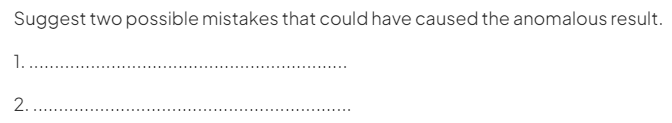 Suggest two possible mistakes that could have caused the anomalous result.
1. ...............................................................
2. ...............................................................